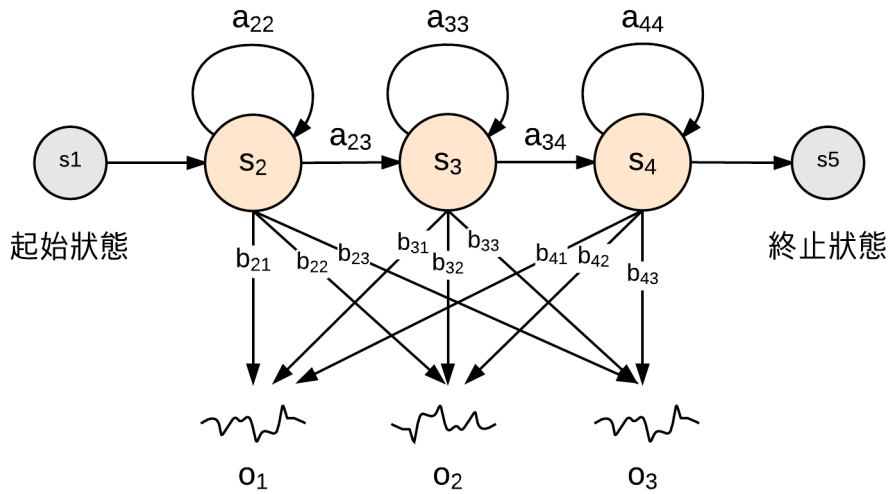 a22 a33 a44
a23 a34
s1 s2 s3 s4 s5
起始狀態 終止狀態
b21 b22 b23 b31 b32 b33 b41 b42 b43
o1 o2 o3